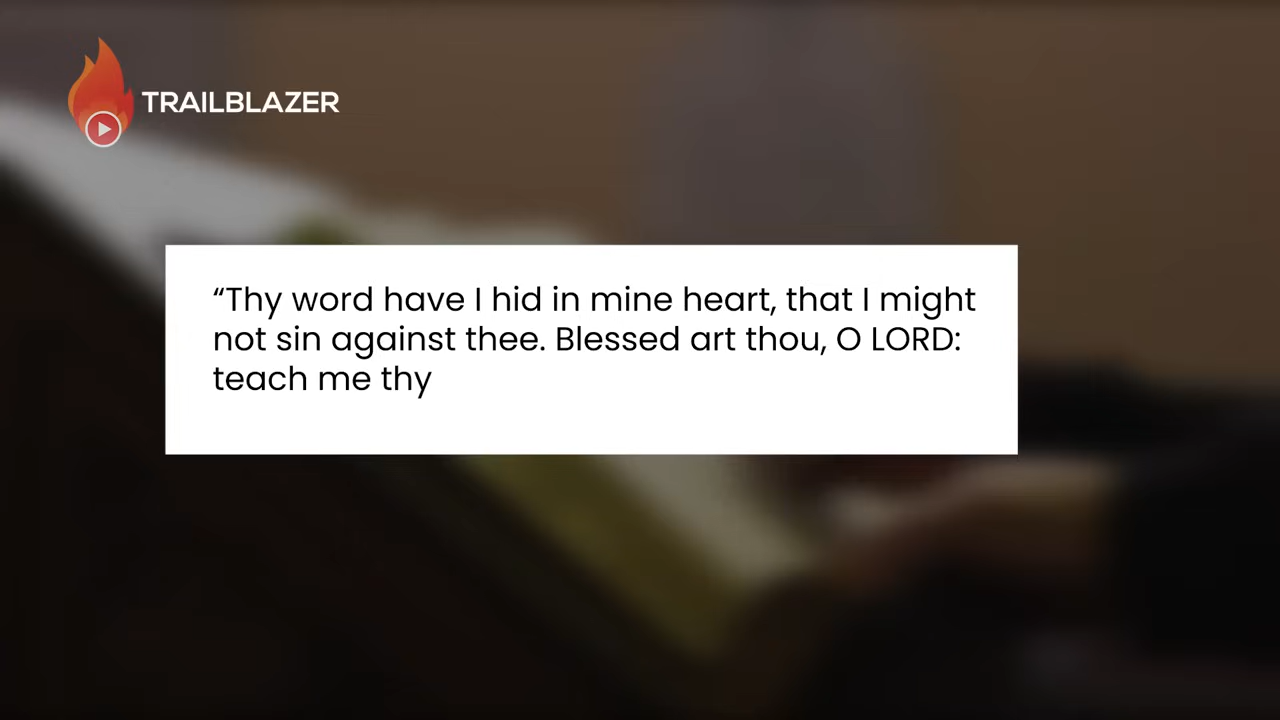 TRAILBLAZER
“Thy word have I hid in mine heart, that I might
not sin against thee. Blessed art thou, O LORD:
teach me thy